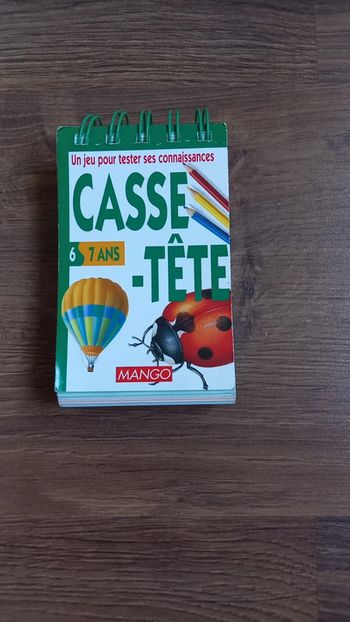 Un jeu pour tester ses connaissances
CASSE
6 7 ANS
-TÊTE
MANGO